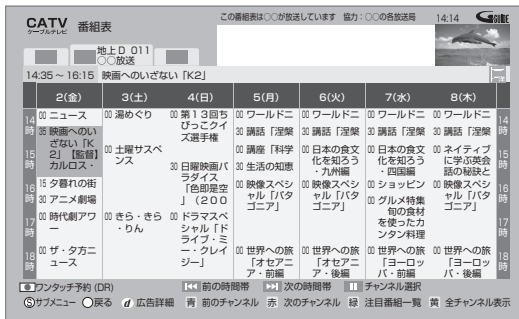 CATV 番組表
ケーブルテレビ
この番組表は○○が放送しています 協力：○○の各放送局
14:14
G GUIDE
地上D 011
○○放送
14:35～16:15 映画へのいざない「K2」
2(金) 3(土) 4(日) 5(月) 6(火) 7(水) 8(木)
14時
15時
16時
17時
18時
00 ニュース
35 映画へのい
ざない「K
2」【監督】
カルロス・
15 夕暮れの街
30 アニメ劇場
00 時代劇アワ
ー
00 ザ・夕方ニ
ュース
00 湯めぐり
00 土曜サスペ
ンス
00 きら・きら
・りん
00 第１３回ち
びっこクイ
ズ選手権
30 日曜映画パ
ラダイス
「色即是空
」（２００
00 ドラマスペ
シャル「ド
ライブ・ミ
ー・クレイ
ジー」
00 ワールドニ
30 講話「涅槃
00 講座「科学
30 生活の知恵
00 映像スペシ
ャル「パタ
ゴニア」
00 世界への旅
「オセアニ
ア・前編
00 ワールドニ
30 講話「涅槃
00 日本の食文
化を知ろう
・九州編
00 映像スペシ
ャル「パタ
ゴニア」
00 世界への旅
「オセアニ
ア・後編
00 ワールドニ
30 講話「涅槃
00 日本の食文
化を知ろう
・四国編
00 ショッピン
00 グルメ特集
旬の食材
を使ったカ
ンタン料理
00 世界への旅
「ヨーロッ
パ・前編
00 ワールドニ
30 講話「涅槃
00 ネイティブ
に学ぶ英会
話の秘訣と
00 映像スペシ
ャル「パタ
ゴニア」
00 世界への旅
「ヨーロッ
パ・後編
ワンタッチ予約 (DR) 前の時間帯 次の時間帯 チャンネル選択
Ⓢサブメニュー ○戻る d 広告詳細 青 前のチャンネル 赤 次のチャンネル 緑 注目番組一覧 黄 全チャンネル表示